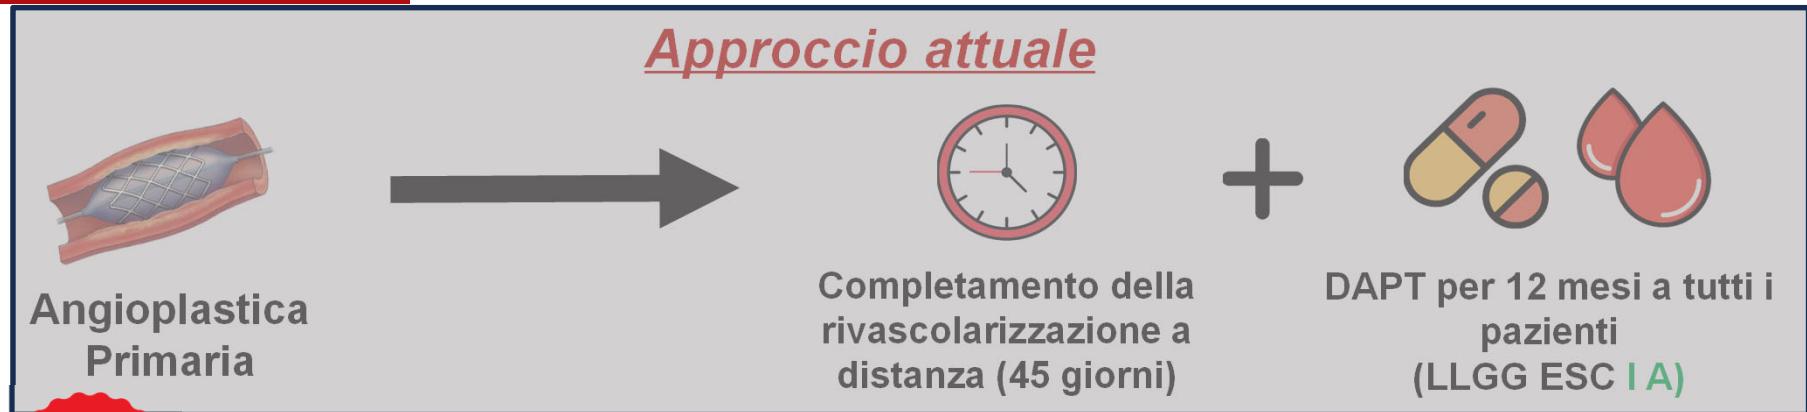 Approccio attuale
Angioplastica
Primaria
Completamento della
rivascolarizzazione a
distanza (45 giorni)
DAPT per 12 mesi a tutti i
pazienti
(LLGG ESC I A)